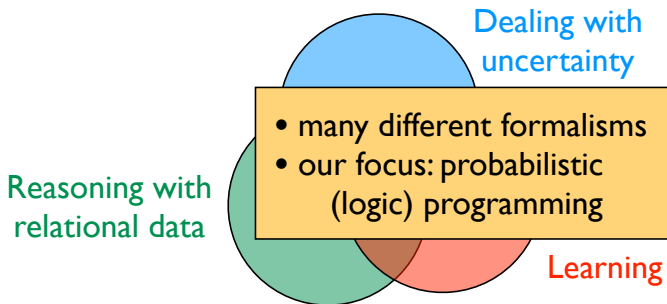 Dealing with
uncertainty
• many different formalisms
• our focus: probabilistic
(logic) programming
Reasoning with
relational data
Learning